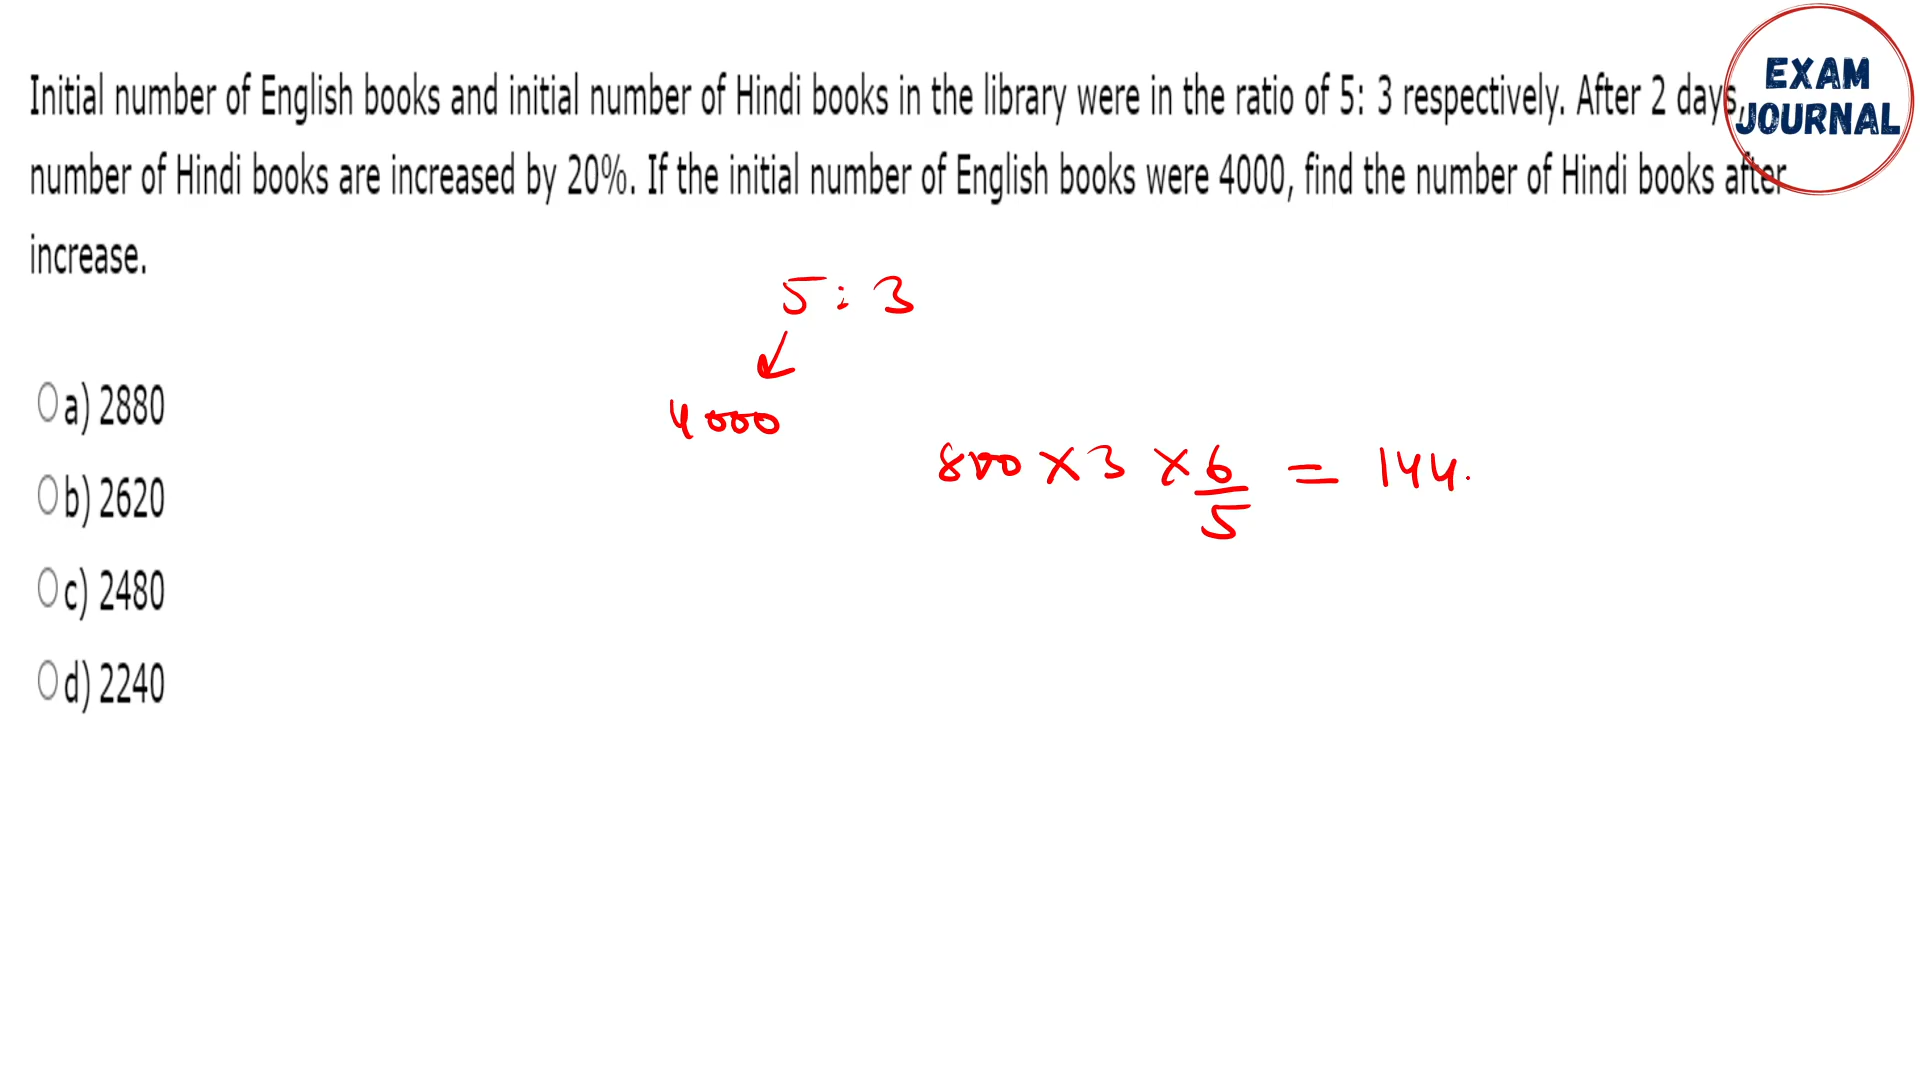 EXAM
JOURNAL
Initial number of English books and initial number of Hindi books in the library were in the ratio of 5: 3 respectively. After 2 days,
number of Hindi books are increased by 20%. If the initial number of English books were 4000, find the number of Hindi books after
increase.
5 : 3
4000
800 × 3 × 6/5 = 144.
a) 2880
b) 2620
c) 2480
d) 2240